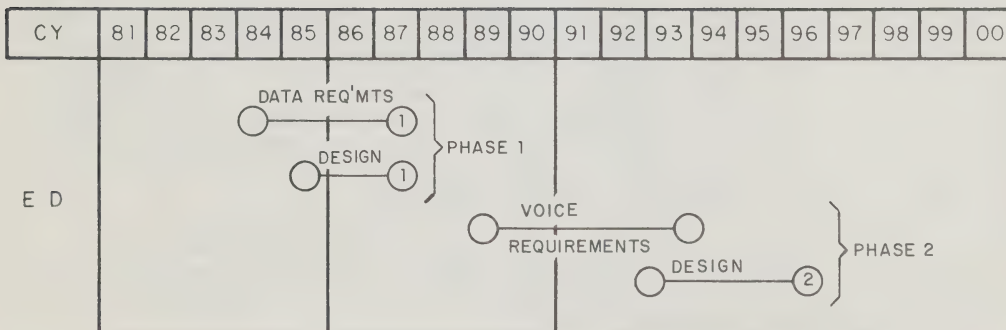 CY 81 82 83 84 85 86 87 88 89 90 91 92 93 94 95 96 97 98 99 00
DATA REQ'MTS
1
PHASE 1
DESIGN
1
E D
VOICE
REQUIREMENTS
PHASE 2
DESIGN
2